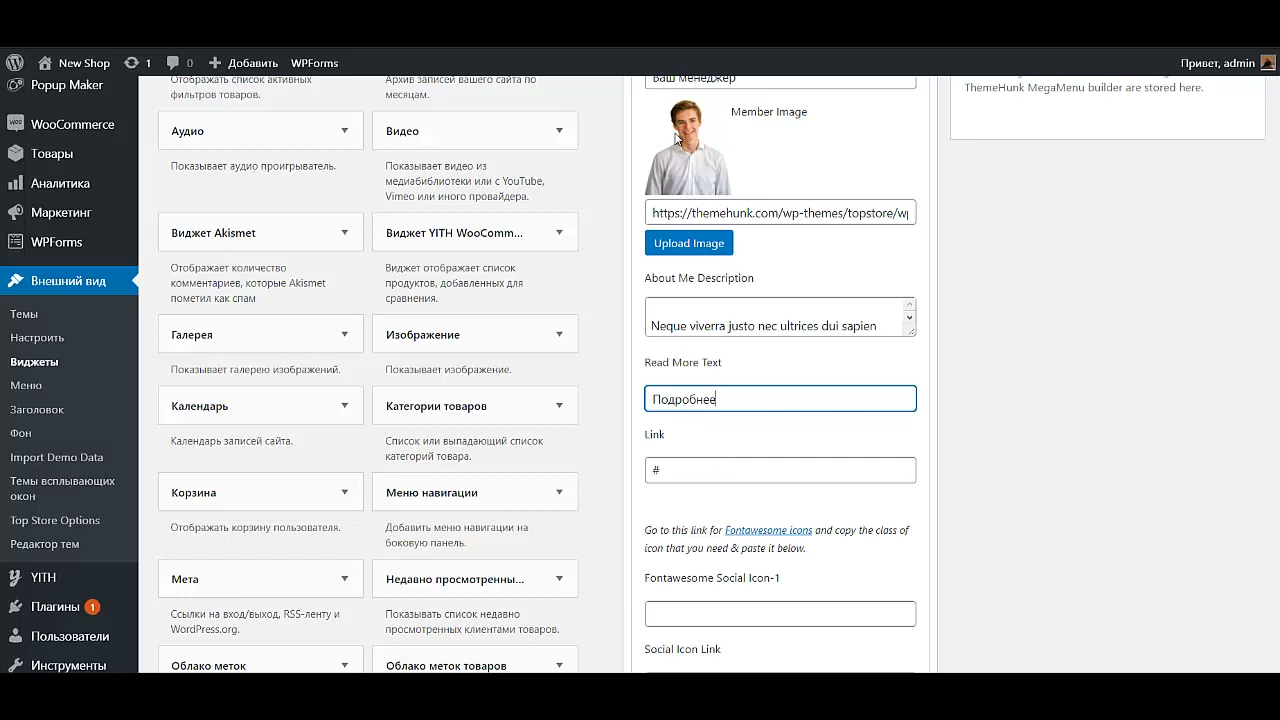 New Shop
1
0
Добавить
WPForms
Привет, admin
Popup Maker
WooCommerce
Товары
Аналитика
Маркетинг
WPForms
Внешний вид
Темы
Настроить
Виджеты
Меню
Заголовок
Фон
Import Demo Data
Темы всплывающих
окон
Top Store Options
Редактор тем
YITH
Плагины 1
Пользователи
Инструменты
Отображать список активных
фильтров товаров.
Аудио
Показывает аудио проигрыватель.
Виджет Akismet
Отображает количество
комментариев, которые Akismet
пометил как спам
Галерея
Показывает галерею изображений.
Календарь
Календарь записей сайта.
Корзина
Отображать корзину пользователя.
Мета
Ссылки на вход/выход, RSS-ленту и
WordPress.org.
Облако меток
Архив записей вашего сайта по
месяцам.
Видео
Показывает видео из
медиабиблиотеки или с YouTube,
Vimeo или иного провайдера.
Виджет YITH WooComm...
Виджет отображает список
продуктов, добавленных для
сравнения.
Изображение
Показывает изображение.
Категории товаров
Список или выпадающий список
категорий товара.
Меню навигации
Добавить меню навигации на
боковую панель.
Недавно просмотренны...
Показывать список недавно
просмотренных клиентами товаров.
Облако меток товаров
Ваш менеджер
Member Image
https://themehunk.com/wp-themes/topstore/wp
Upload Image
About Me Description
Neque viverra justo nec ultrices dui sapien
Read More Text
Подробнее
Link
#
Go to this link for Fontawesome icons and copy the class of
icon that you need & paste it below.
Fontawesome Social Icon-1
Social Icon Link
ThemeHunk MegaMenu builder are stored here.